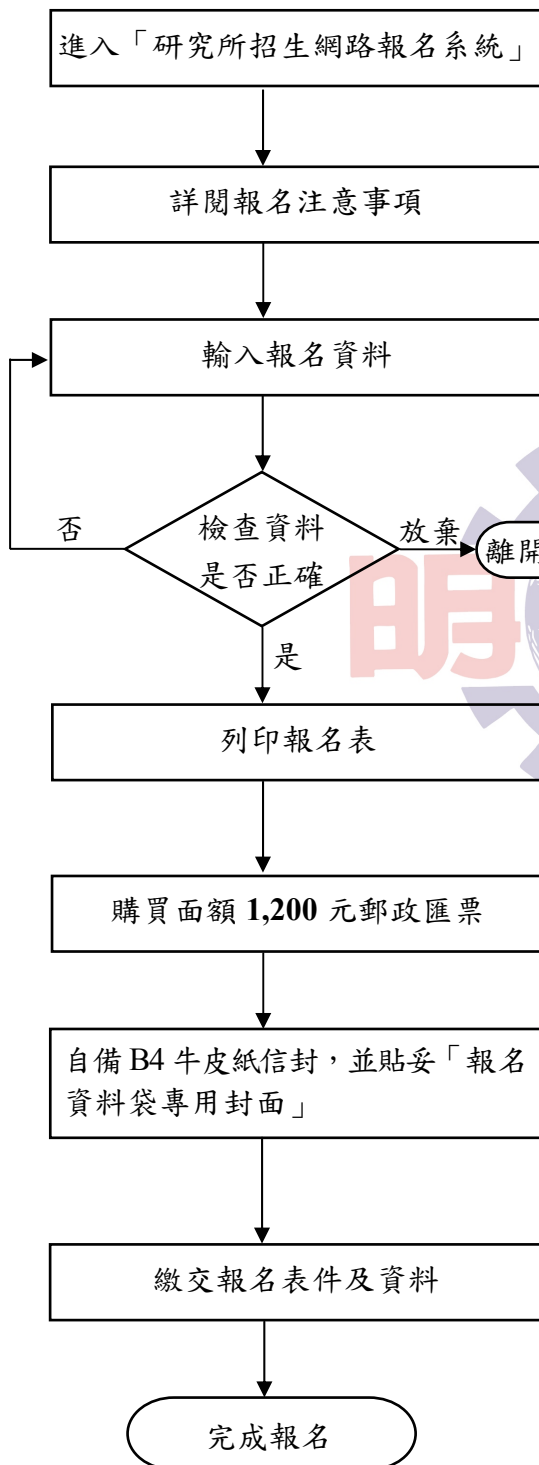 進入「研究所招生網路報名系統」
詳閱報名注意事項
輸入報名資料
否
檢查資料
是否正確
放棄
離開
是
明
列印報名表
購買面額 1,200 元郵政匯票
自備 B4 牛皮紙信封，並貼妥「報名
資料袋專用封面」
繳交報名表件及資料
完成報名